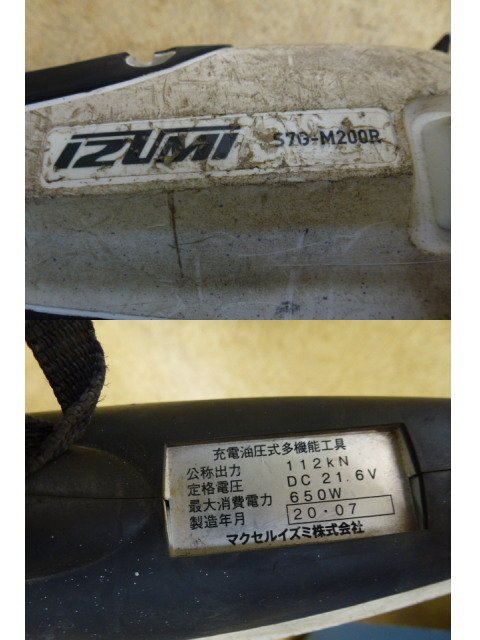 IZUMI
S7G-M200R
充電油圧式多機能工具
公称出力 112kN
定格電圧 DC 21.6V
最大消費電力 650W
製造年月 20・07
マクセルイズミ株式会社